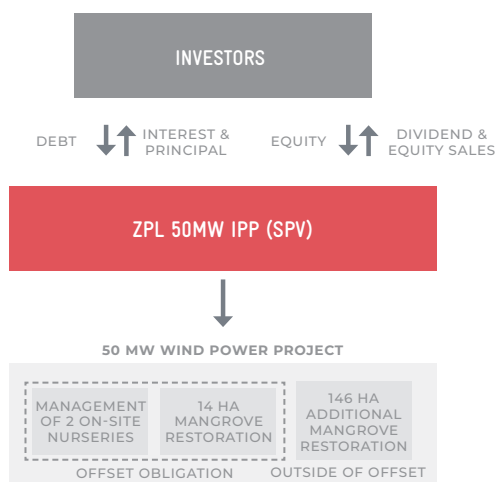 INVESTORS
DEBT
INTEREST &
PRINCIPAL
EQUITY
DIVIDEND &
EQUITY SALES
ZPL 50MW IPP (SPV)
50 MW WIND POWER PROJECT
MANAGEMENT
OF 2 ON-SITE
NURSERIES
14 HA
MANGROVE
RESTORATION
146 HA
ADDITIONAL
MANGROVE
RESTORATION
OFFSET OBLIGATION
OUTSIDE OF OFFSET